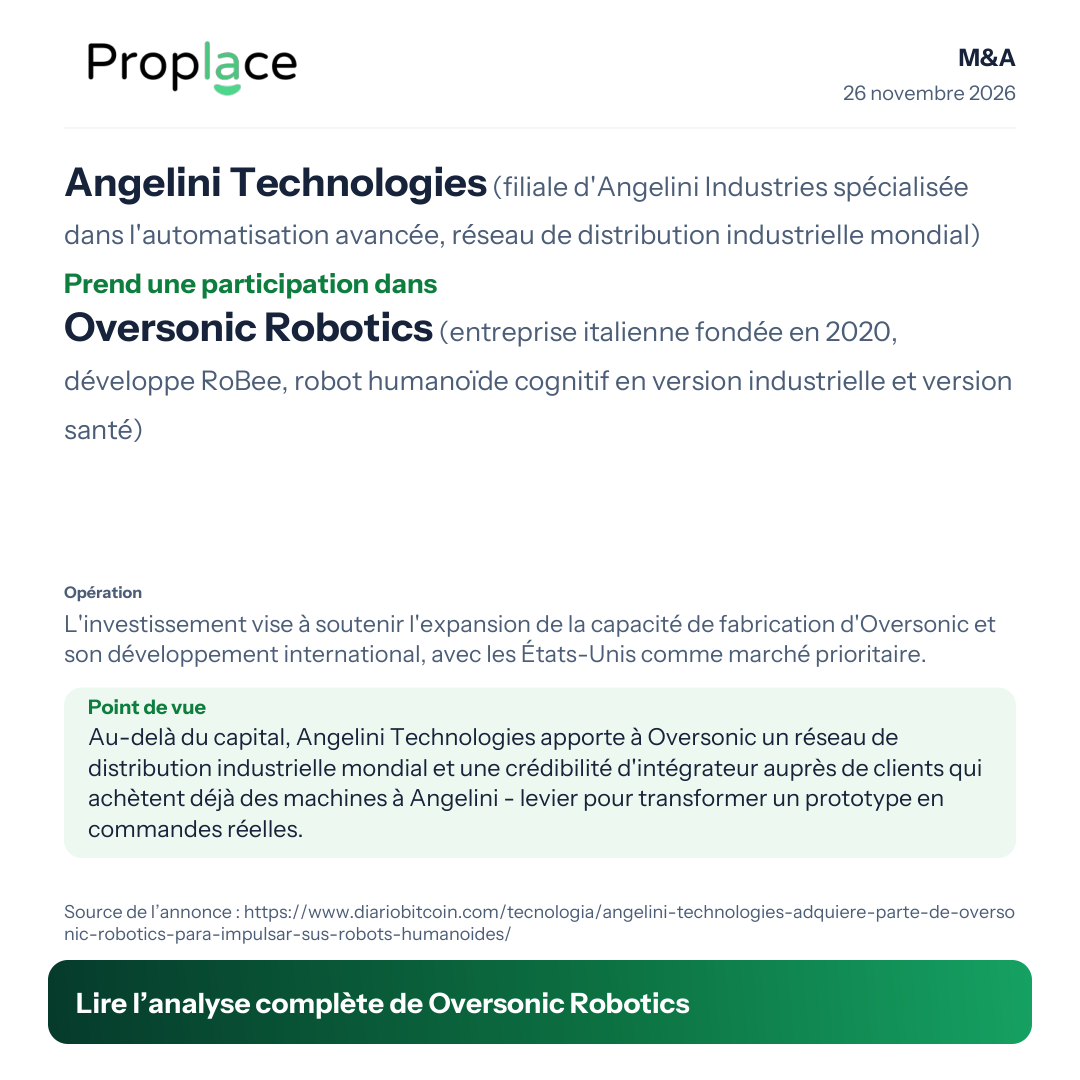 Proplace
M&A
26 novembre 2026
Angelini Technologies (filiale d'Angelini Industries spécialisée
dans l'automatisation avancée, réseau de distribution industrielle mondial)
Prend une participation dans
Oversonic Robotics (entreprise italienne fondée en 2020,
développe RoBee, robot humanoïde cognitif en version industrielle et version
santé)
Opération
L'investissement vise à soutenir l'expansion de la capacité de fabrication d'Oversonic et
son développement international, avec les États-Unis comme marché prioritaire.
Point de vue
Au-delà du capital, Angelini Technologies apporte à Oversonic un réseau de
distribution industrielle mondial et une crédibilité d'intégrateur auprès de clients qui
achètent déjà des machines à Angelini - levier pour transformer un prototype en
commandes réelles.
Source de l’annonce : https://www.diariobitcoin.com/tecnologia/angelini-technologies-adquiere-parte-de-overso
nic-robotics-para-impulsar-sus-robots-humanoides/
Lire l’analyse complète de Oversonic Robotics